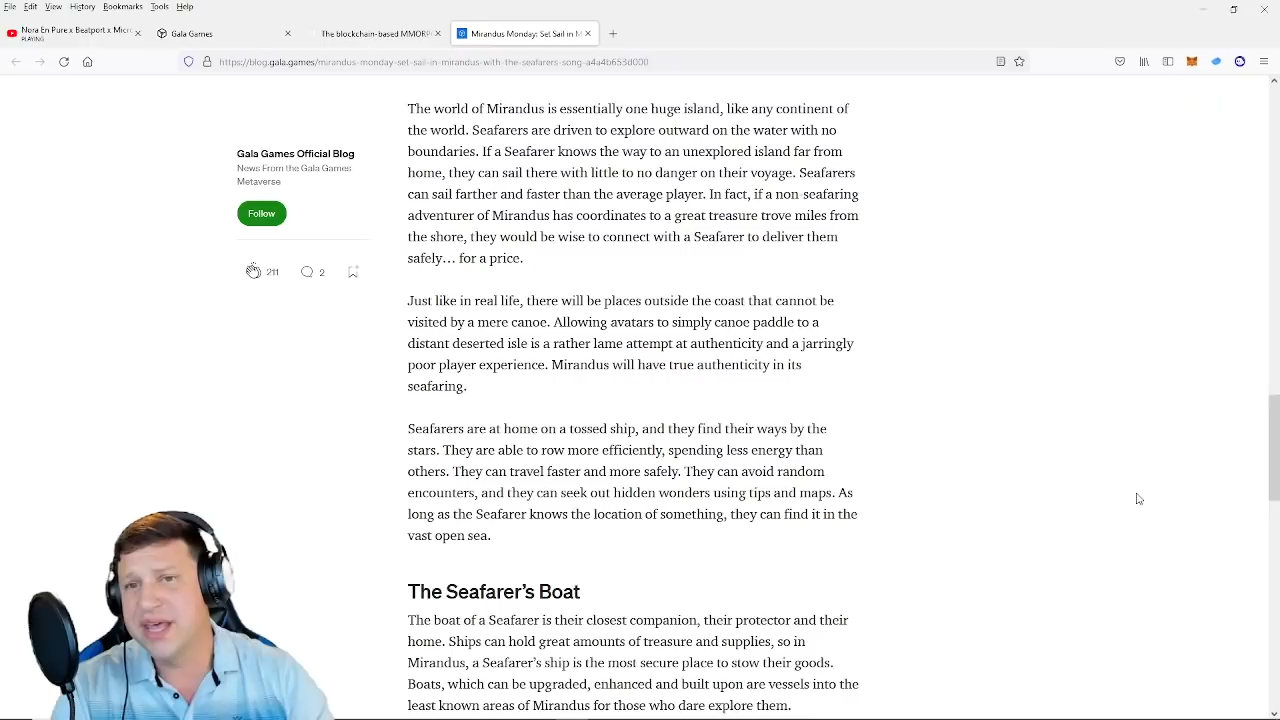 File Edit View History Bookmarks Tools Help
Nora En Pure x Beatport x Micro
PLAYING
Gala Games
The blockchain-based MMORPG
Mirandus Monday: Set Sail in M
https://blog.gala.games/mirandus-monday-set-sail-in-mirandus-with-the-seafarers-song-a4a4b653d000
Gala Games Official Blog
News From the Gala Games
Metaverse
Follow
211 2
The world of Mirandus is essentially one huge island, like any continent of
the world. Seafarers are driven to explore outward on the water with no
boundaries. If a Seafarer knows the way to an unexplored island far from
home, they can sail there with little to no danger on their voyage. Seafarers
can sail farther and faster than the average player. In fact, if a non-seafaring
adventurer of Mirandus has coordinates to a great treasure trove miles from
the shore, they would be wise to connect with a Seafarer to deliver them
safely… for a price.
Just like in real life, there will be places outside the coast that cannot be
visited by a mere canoe. Allowing avatars to simply canoe paddle to a
distant deserted isle is a rather lame attempt at authenticity and a jarringly
poor player experience. Mirandus will have true authenticity in its
seafaring.
Seafarers are at home on a tossed ship, and they find their ways by the
stars. They are able to row more efficiently, spending less energy than
others. They can travel faster and more safely. They can avoid random
encounters, and they can seek out hidden wonders using tips and maps. As
long as the Seafarer knows the location of something, they can find it in the
vast open sea.
The Seafarer’s Boat
The boat of a Seafarer is their closest companion, their protector and their
home. Ships can hold great amounts of treasure and supplies, so in
Mirandus, a Seafarer’s ship is the most secure place to stow their goods.
Boats, which can be upgraded, enhanced and built upon are vessels into the
least known areas of Mirandus for those who dare explore them.